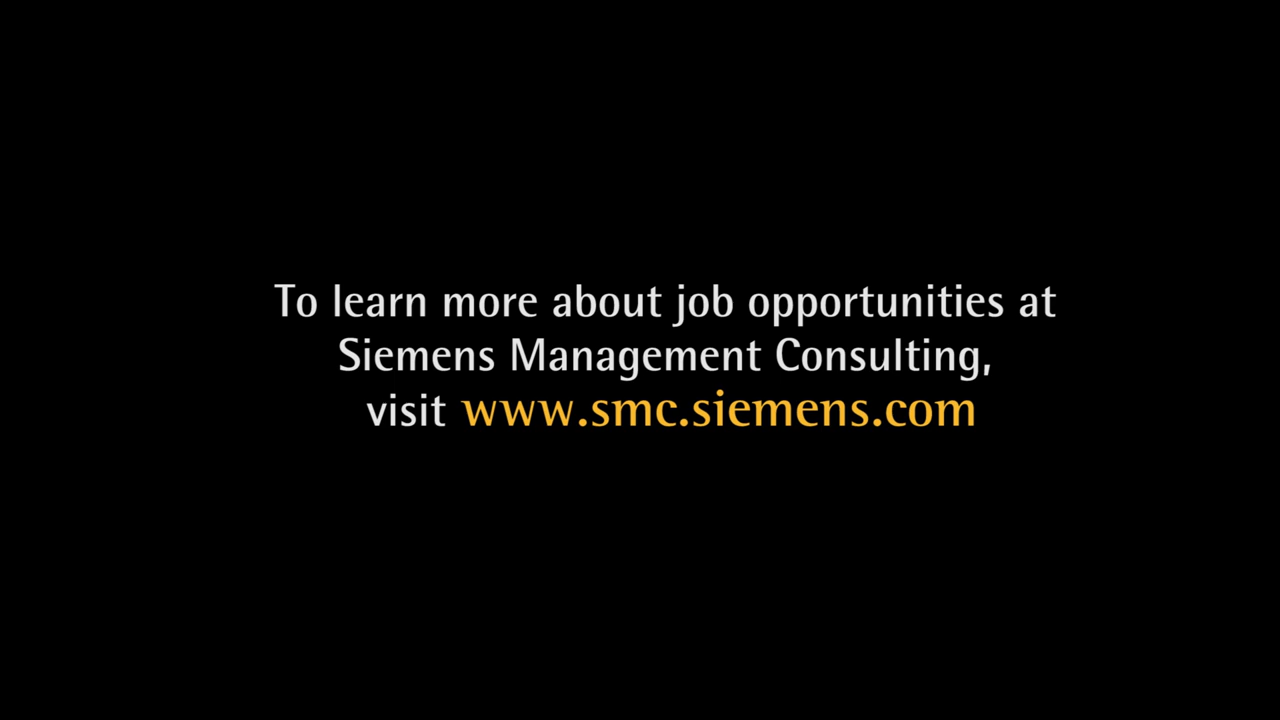 To learn more about job opportunities at
Siemens Management Consulting,
visit www.smc.siemens.com